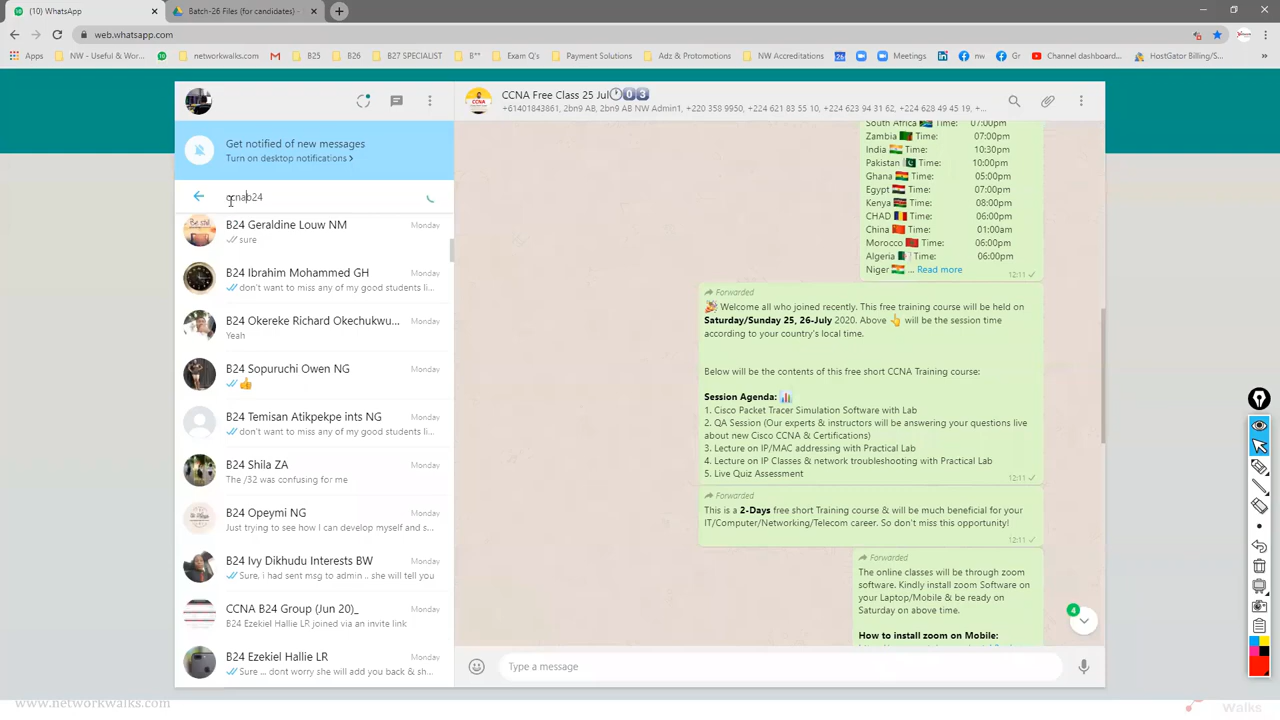 (10) WhatsApp
Batch-26 Files (for candidates) -
web.whatsapp.com
Apps
NW - Useful & Wor...
networkwalks.com
B25
B26
B27 SPECIALIST
B**
Exam Q's
Payment Solutions
Adz & Protomotions
NW Accreditations
Meetings
nw
Gr
Channel dashboard...
HostGator Billing/S...
Get notified of new messages
Turn on desktop notifications
ccnab24
B24 Geraldine Louw NM
Monday
sure
B24 Ibrahim Mohammed GH
Monday
don't want to miss any of my good students li...
B24 Okereke Richard Okechukwu...
Monday
Yeah
B24 Sopuruchi Owen NG
Monday
B24 Temisan Atikpekpe ints NG
Monday
don't want to miss any of my good students li...
B24 Shila ZA
Monday
The /32 was confusing for me
B24 Opeymi NG
Monday
Just trying to see how I can develop myself and s...
B24 Ivy Dikhudu Interests BW
Monday
Sure, i had sent msg to admin .. she will tell you
CCNA B24 Group (Jun 20)_
Monday
B24 Ezekiel Hallie LR joined via an invite link
B24 Ezekiel Hallie LR
Monday
Sure ... dont worry she will add you back & sh...
CCNA Free Class 25 Jul 0 3
+61401843861, 2bn9 AB, 2bn9 AB NW Admin1, +220 358 9950, +224 621 83 55 10, +224 623 94 31 62, +224 628 49 45 19, +...
South Africa Time: 07:00pm
Zambia Time: 07:00pm
India Time: 10:30pm
Pakistan Time: 10:00pm
Ghana Time: 05:00pm
Egypt Time: 07:00pm
Kenya Time: 08:00pm
CHAD Time: 06:00pm
China Time: 01:00am
Morocco Time: 06:00pm
Algeria Time: 06:00pm
Niger ... Read more
12:11
Forwarded
Welcome all who joined recently. This free training course will be held on
Saturday/Sunday 25, 26-July 2020. Above will be the session time
according to your country's local time.
Below will be the contents of this free short CCNA Training course:
Session Agenda:
1. Cisco Packet Tracer Simulation Software with Lab
2. QA Session (Our experts & instructors will be answering your questions live
about new Cisco CCNA & Certifications)
3. Lecture on IP/MAC addressing with Practical Lab
4. Lecture on IP Classes & network troubleshooting with Practical Lab
5. Live Quiz Assessment
12:11
Forwarded
This is a 2-Days free short Training course & will be much beneficial for your
IT/Computer/Networking/Telecom career. So don't miss this opportunity!
12:11
Forwarded
The online classes will be through zoom
software. Kindly install zoom Software on
your Laptop/Mobile & be ready on
Saturday on above time.
How to install zoom on Mobile:
4
Type a message
www.networkwalks.com
Walks